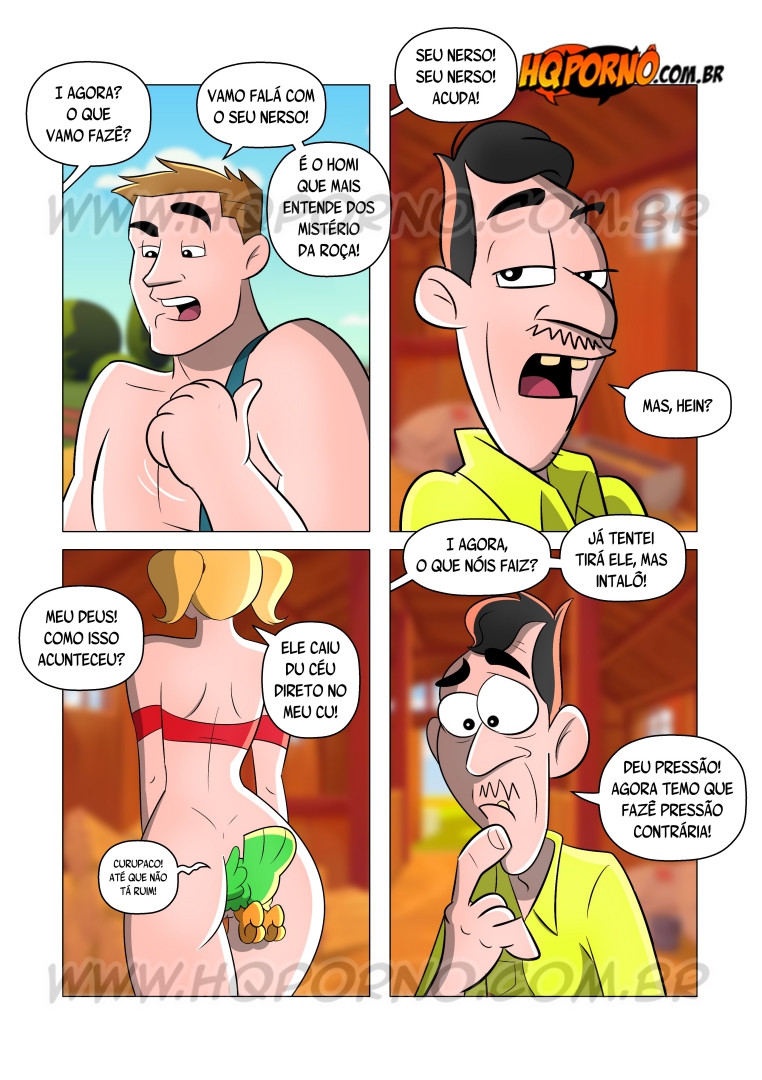 I AGORA?
O QUE
VAMO FAZÊ?
VAMO FALÁ COM
O SEU NERSO!
É O HOMI
QUE MAIS
ENTENDE DOS
MISTÉRIO
DA ROÇA!
SEU NERSO!
SEU NERSO!
ACUDA!
HQPORNÔ.COM.BR
WWW.HQPORNO.COM.BR
MAS, HEIN?
MEU DEUS!
COMO ISSO
ACUNTECEU?
ELE CAIU
DU CÉU
DIRETO NO
MEU CU!
CURUPACO!
ATÉ QUE NÃO
TÁ RUIM!
I AGORA,
O QUE NÓIS FAIZ?
JÁ TENTEI
TIRÁ ELE, MAS
INTALÔ!
DEU PRESSÃO!
AGORA TEMO QUE
FAZÊ PRESSÃO
CONTRÁRIA!
WWW.HQPORNO.COM.BR